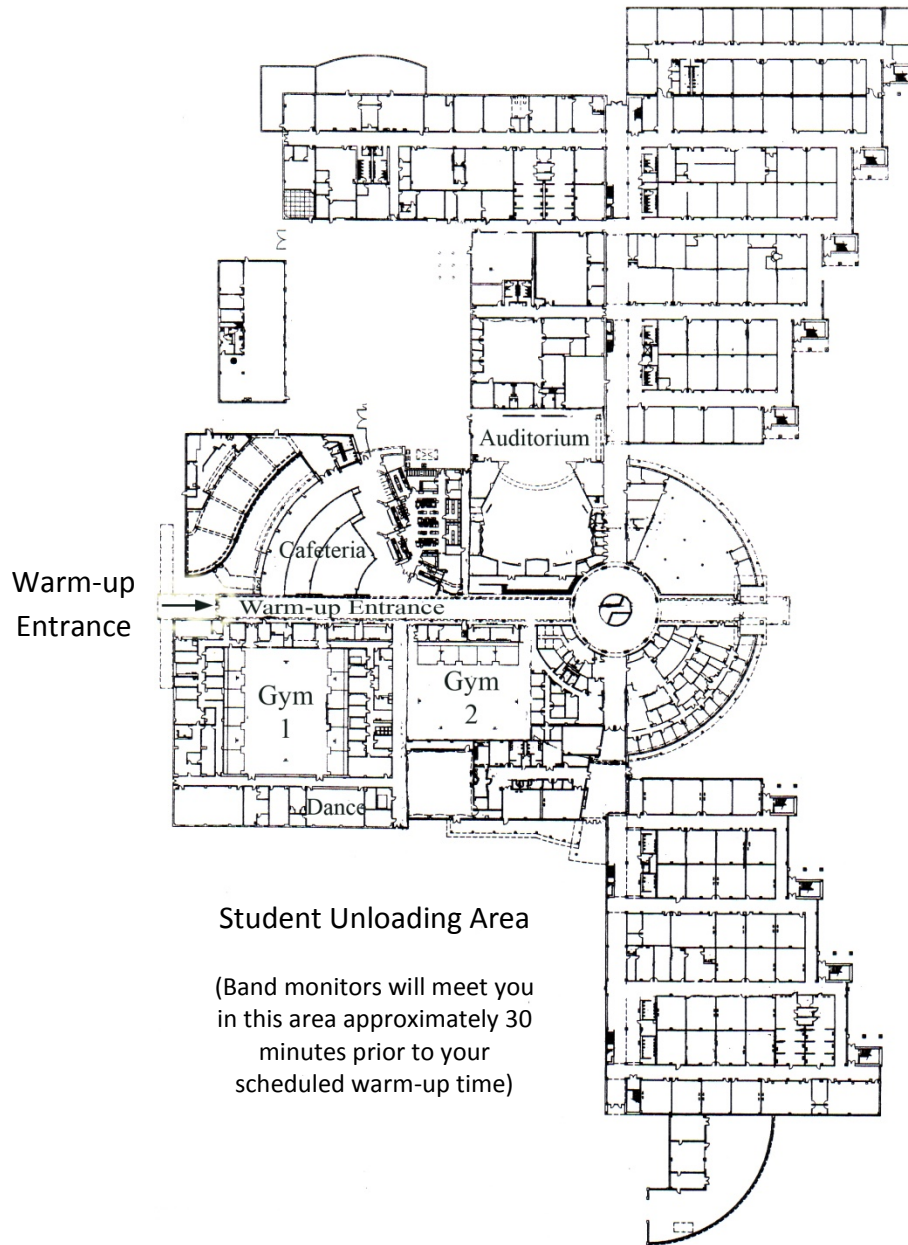 Auditorium
Cafeteria
Warm-up
Entrance
Warm-up Entrance
Gym
1
Gym
2
Dance
Student Unloading Area
(Band monitors will meet you
in this area approximately 30
minutes prior to your
scheduled warm-up time)